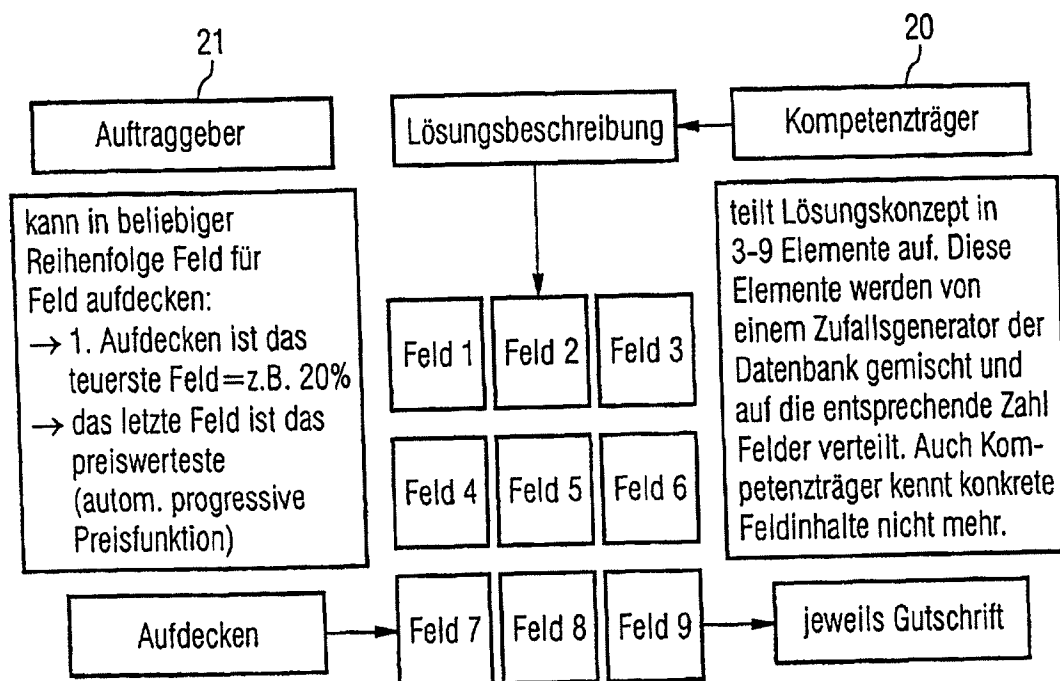 21
20
Auftraggeber
Lösungsbeschreibung
Kompetenzträger
kann in beliebiger
Reihenfolge Feld für
Feld aufdecken:
→ 1. Aufdecken ist das
teuerste Feld=z.B. 20%
→ das letzte Feld ist das
preiswerteste
(autom. progressive
Preisfunktion)
teilt Lösungskonzept in
3-9 Elemente auf. Diese
Elemente werden von
einem Zufallsgenerator der
Datenbank gemischt und
auf die entsprechende Zahl
Felder verteilt. Auch Kom-
petenzträger kennt konkrete
Feldinhalte nicht mehr.
Feld 1
Feld 2
Feld 3
Feld 4
Feld 5
Feld 6
Aufdecken
Feld 7
Feld 8
Feld 9
jeweils Gutschrift